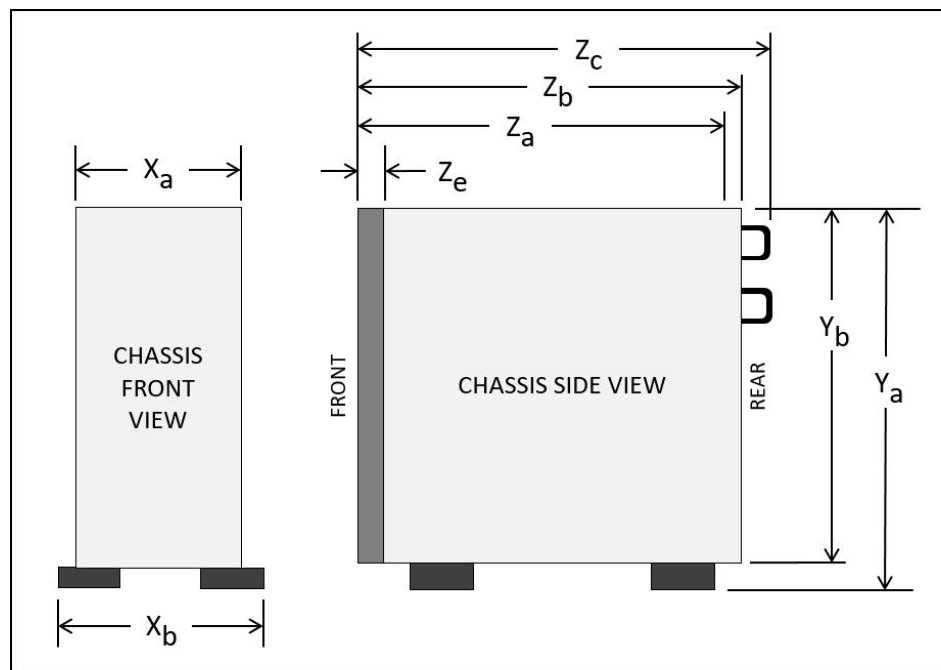 Zc
Zb
Za
Xa
Ze
CHASSIS
FRONT
VIEW
FRONT
CHASSIS SIDE VIEW
REAR
Yb
Ya
Xb